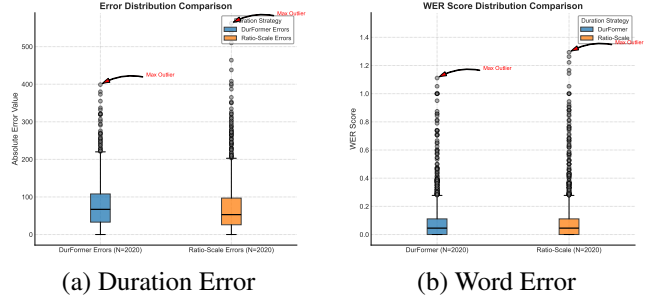 Error Distribution Comparison
Max Outlier
Duration Strategy
DurFormer Errors
Ratio-Scale Errors
Max Outlier
Absolute Error Value
500
400
300
200
100
0
DurFormer Errors (N=2020)
Ratio-Scale Errors (N=2020)
(a) Duration Error
WER Score Distribution Comparison
Duration Strategy
DurFormer
Ratio-Scale
Max Outlier
Max Outlier
WER Score
1.4
1.2
1.0
0.8
0.6
0.4
0.2
0.0
DurFormer (N=2020)
Ratio-Scale (N=2020)
(b) Word Error